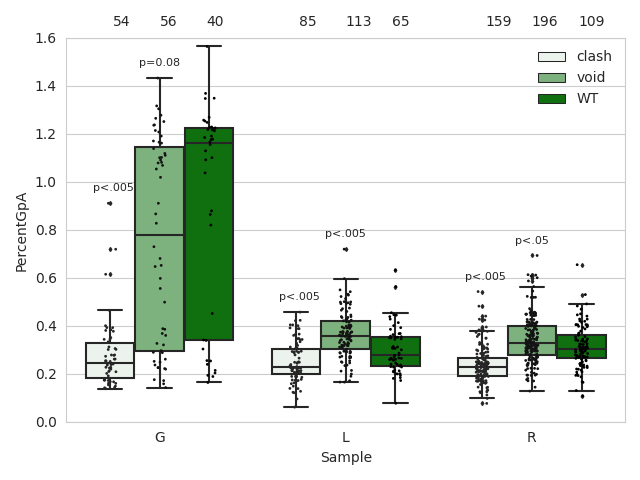 54 56 40 85 113 65 159 196 109
1.6
1.4
1.2
1.0
0.8
0.6
0.4
0.2
0.0
PercentGpA
p<.005
p=0.08
p<.005
p<.005
p<.005
p<.05
clash
void
WT
G L R
Sample